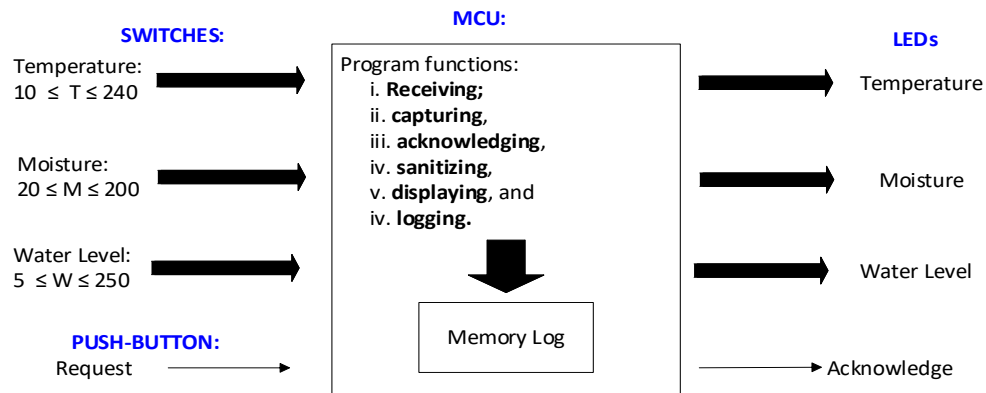 SWITCHES:
Temperature:
10 ≤ T ≤ 240
Moisture:
20 ≤ M ≤ 200
Water Level:
5 ≤ W ≤ 250
PUSH-BUTTON:
Request
MCU:
Program functions:
i. Receiving;
ii. capturing,
iii. acknowledging,
iv. sanitizing,
v. displaying, and
iv. logging.
Memory Log
LEDs
Temperature
Moisture
Water Level
Acknowledge